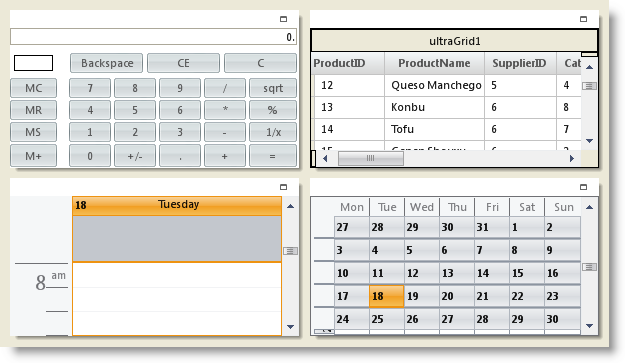 0.
Backspace CE C
MC 7 8 9 / sqrt
MR 4 5 6 * %
MS 1 2 3 - 1/x
M+ 0 +/- . + =
ultraGrid1
ProductID ProductName SupplierID Cat
12 Queso Manchego 5 4
13 Konbu 6 8
14 Tofu 6 7
18 Tuesday
8 am
Mon Tue Wed Thu Fri Sat Sun
27 28 29 30 31 1 2
3 4 5 6 7 8 9
10 11 12 13 14 15 16
17 18 19 20 21 22 23
24 25 26 27 28 29 30